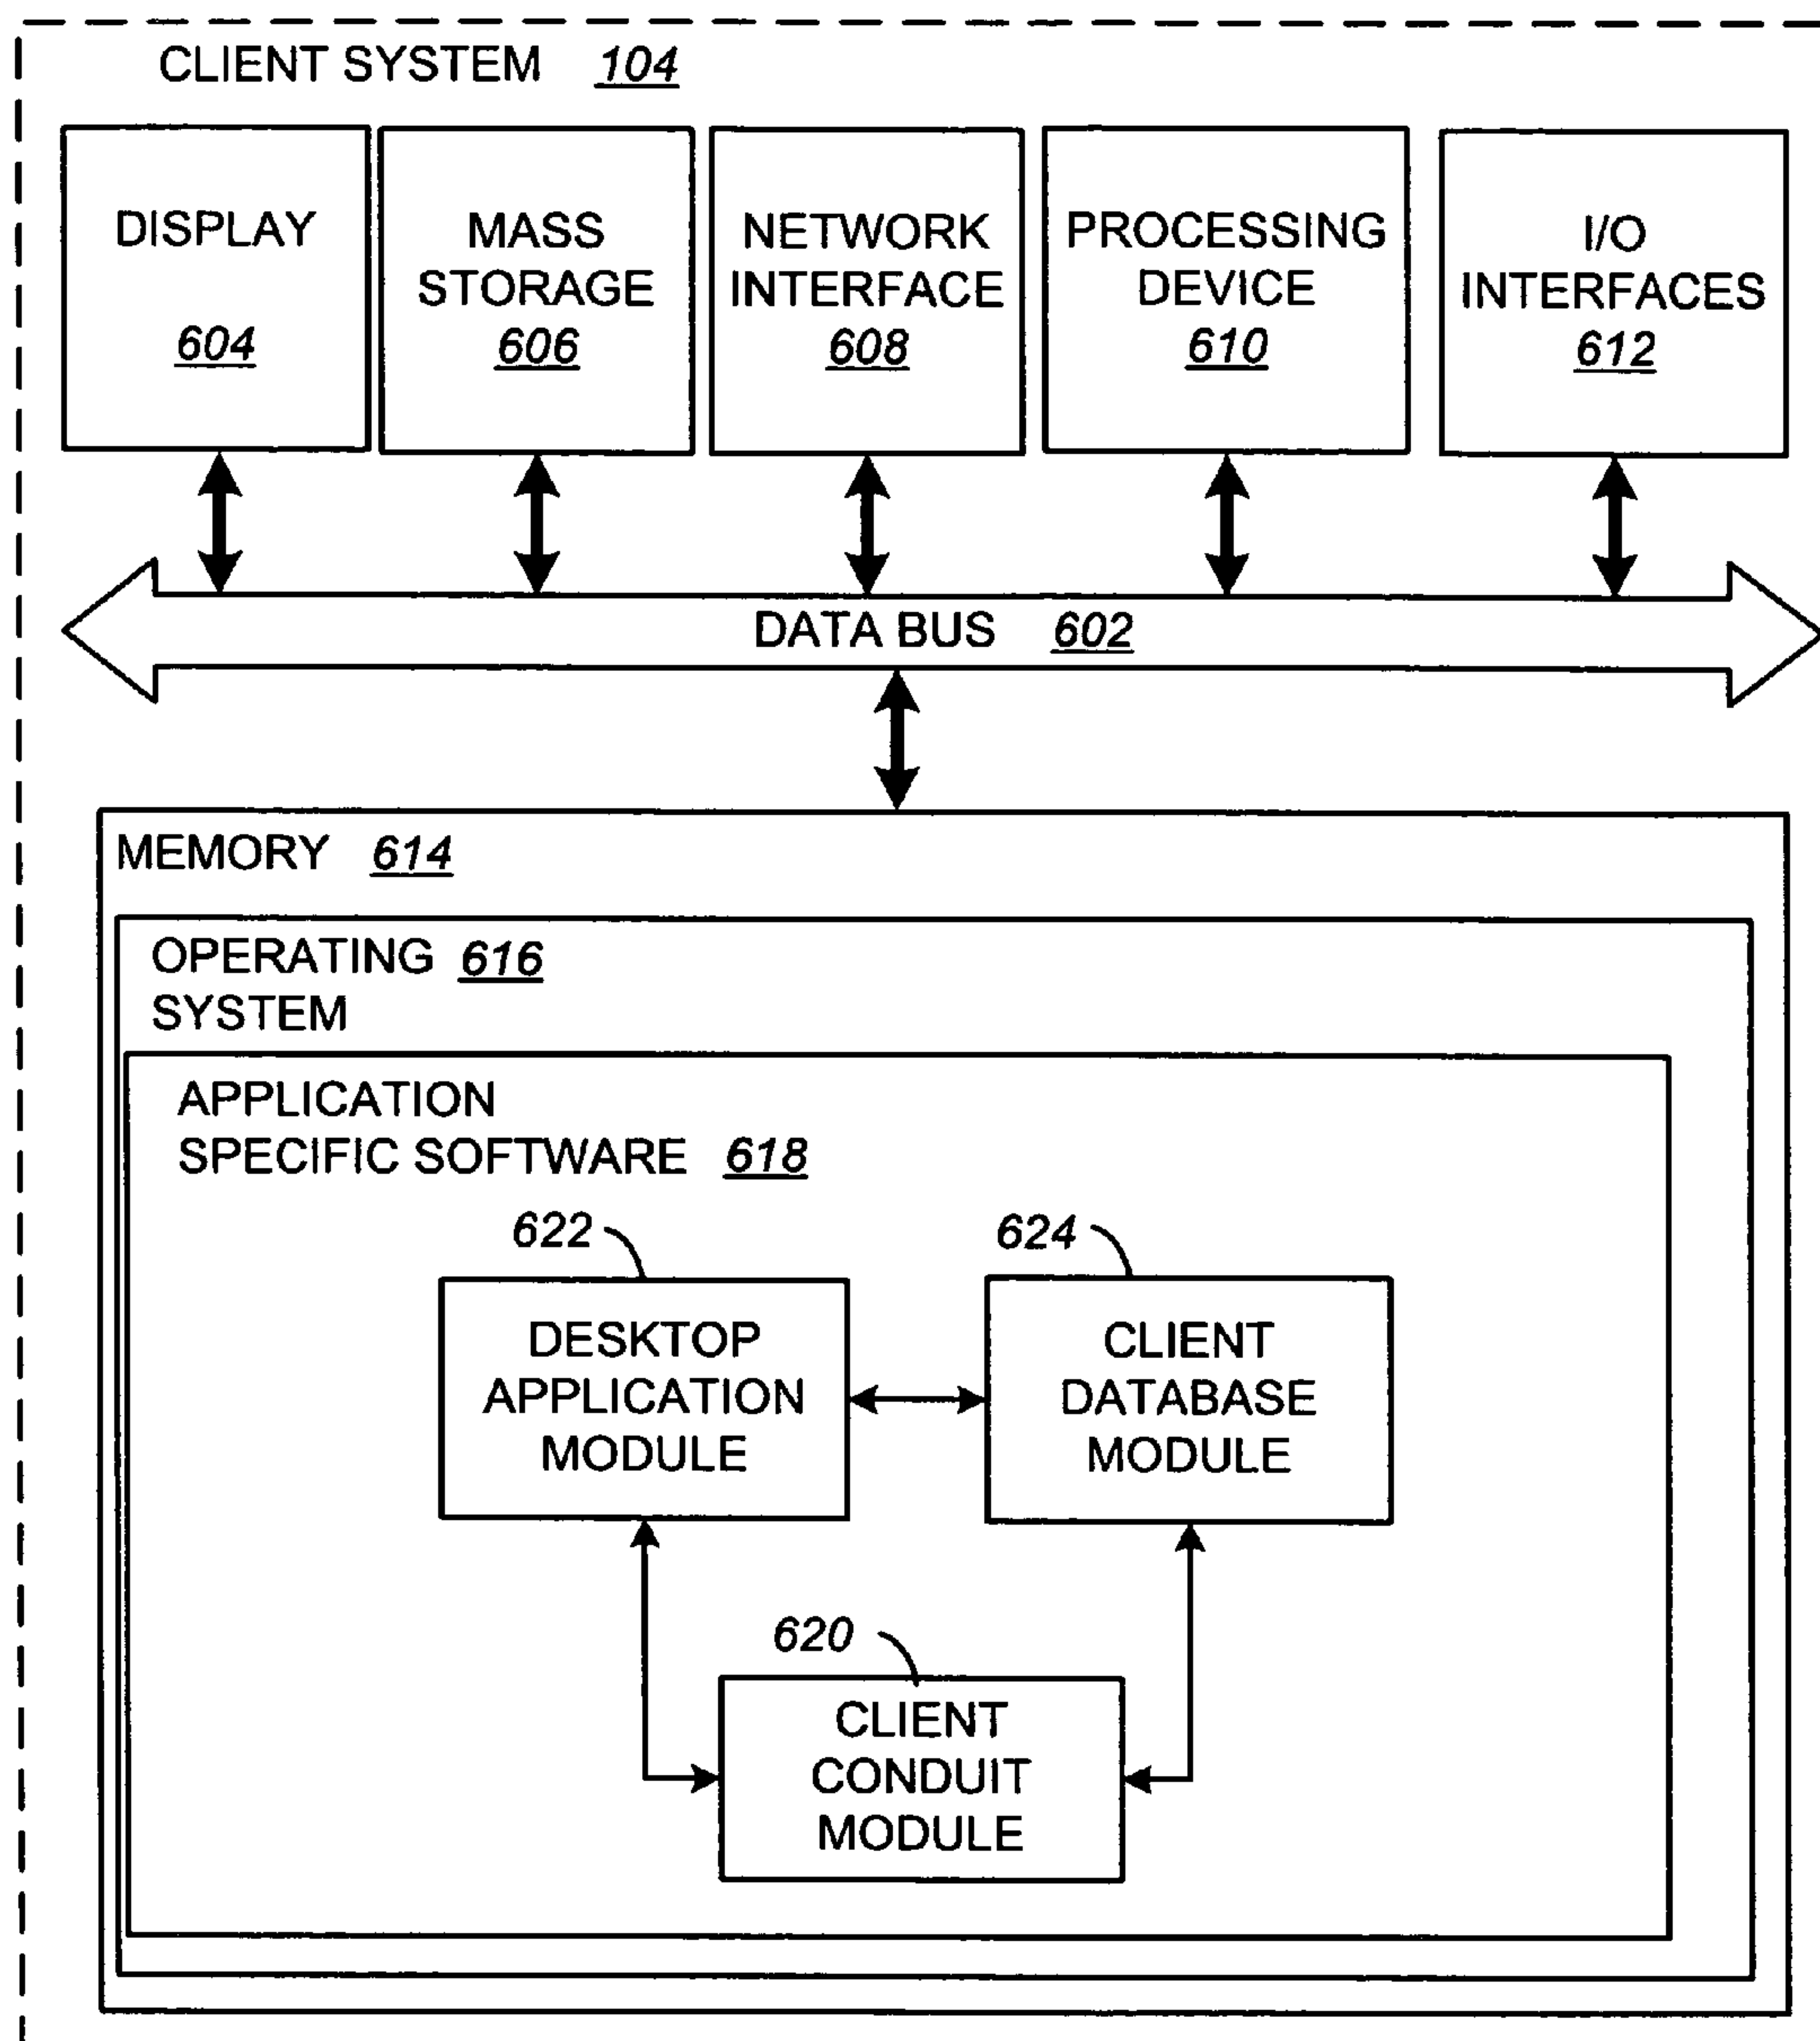 CLIENT SYSTEM 104
DISPLAY
604
MASS
STORAGE
606
NETWORK
INTERFACE
608
PROCESSING
DEVICE
610
I/O
INTERFACES
612
DATA BUS 602
MEMORY 614
OPERATING 616
SYSTEM
APPLICATION
SPECIFIC SOFTWARE 618
622
DESKTOP
APPLICATION
MODULE
624
CLIENT
DATABASE
MODULE
620
CLIENT
CONDUIT
MODULE